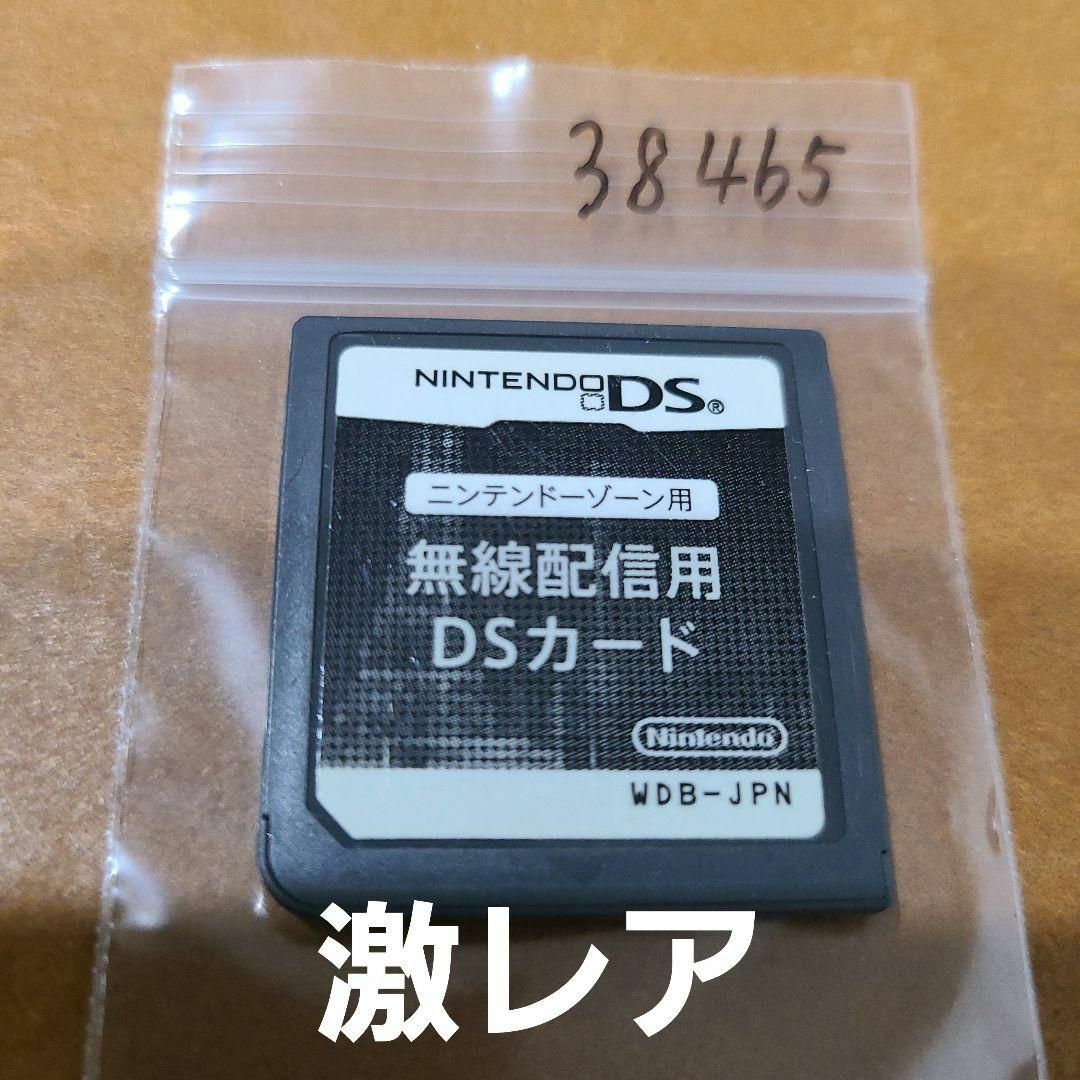 38465
NINTENDO DS®
ニンテンドーゾーン用
無線配信用
DSカード
Nintendo
WDB-JPN
激レア